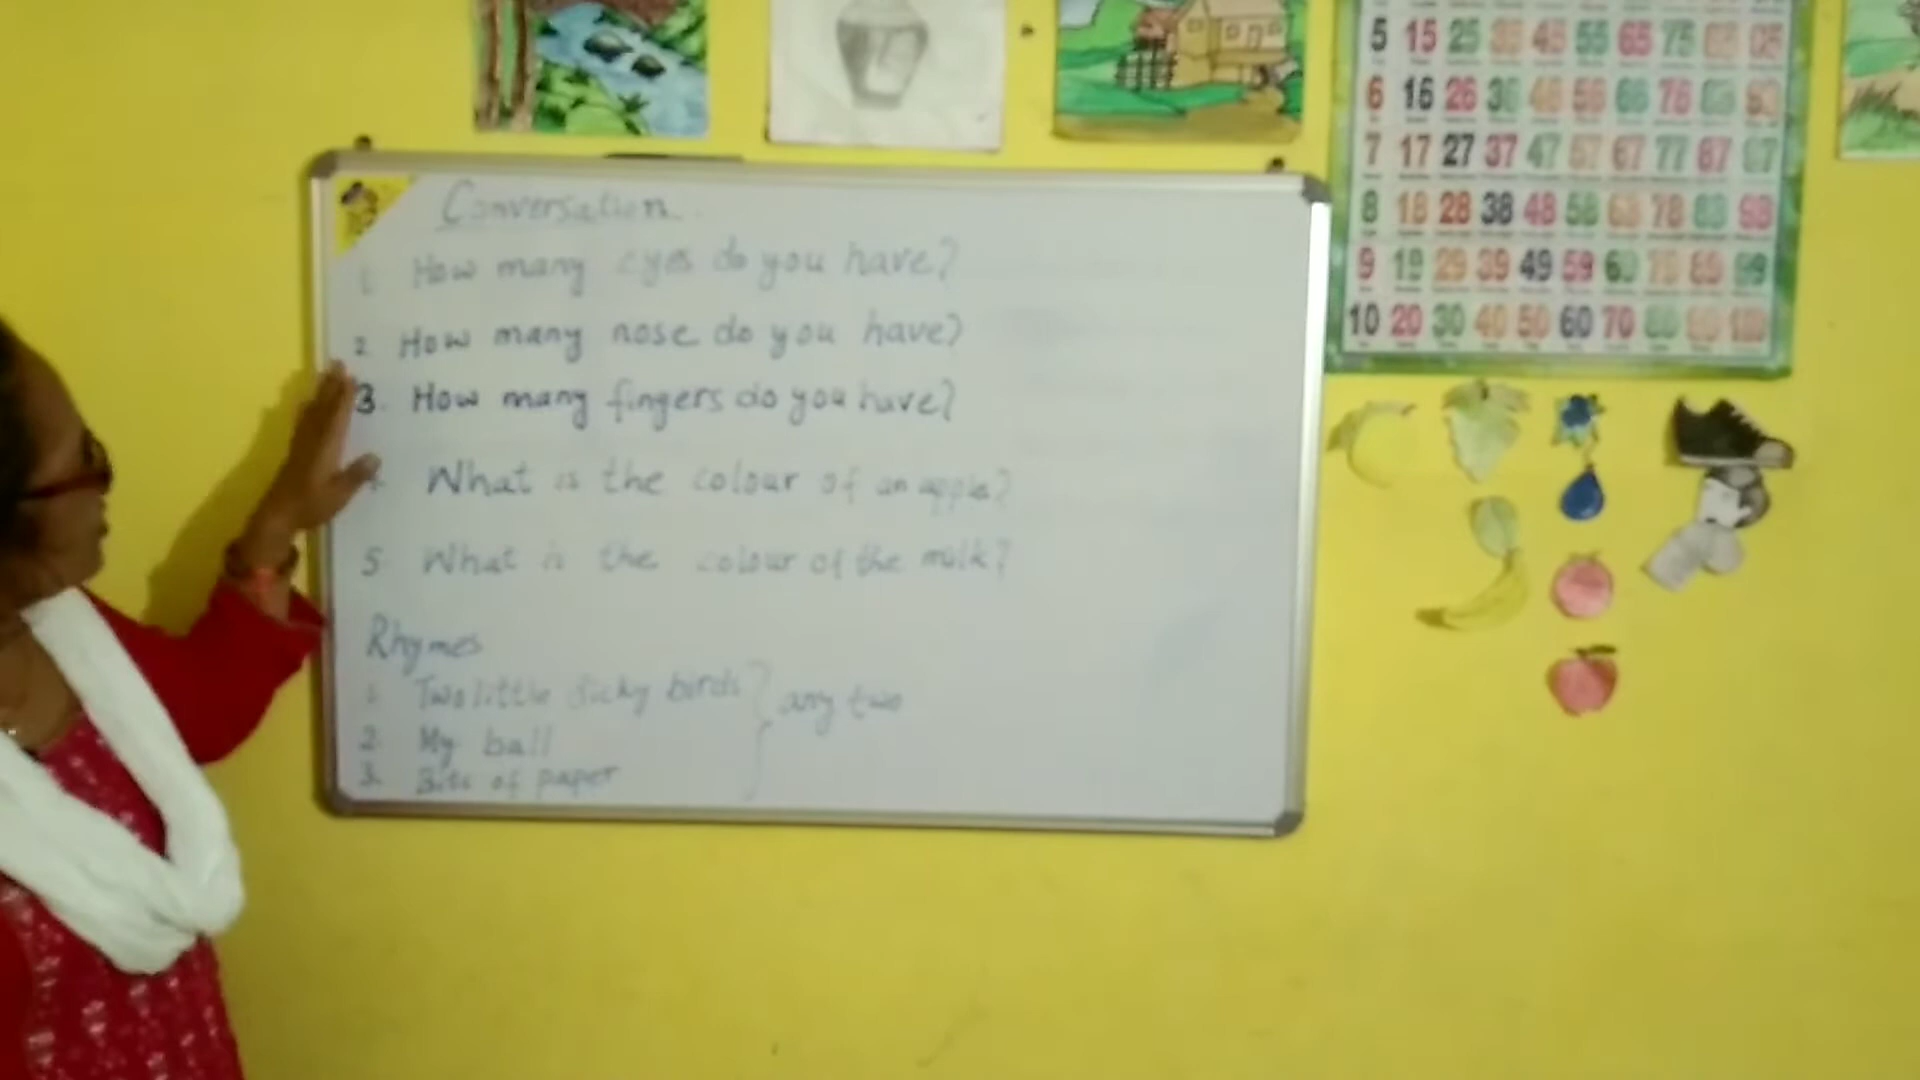 Conversation
1. How many eyes do you have?
2. How many nose do you have?
3. How many fingers do you have?
4. What is the colour of an apple?
5. What is the colour of the milk?
Rhymes
1. Two little dicky birds
2. My ball
3. Bits of paper
any two
5 15 25 35 45 55 65 75 85 95
6 16 26 36 46 56 66 76 86 96
7 17 27 37 47 57 67 77 87 97
8 18 28 38 48 58 68 78 88 98
9 19 29 39 49 59 69 79 89 99
10 20 30 40 50 60 70 80 90 100